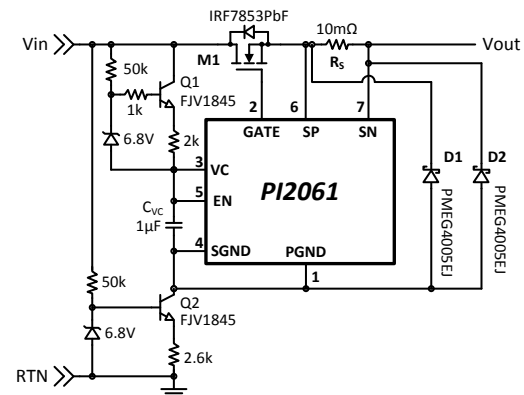 IRF7853PbF
Vin
10mΩ
Vout
M1
RS
50k
Q1
FJV1845
1k
2
6
7
GATE
SP
SN
6.8V
2k
D1
D2
3
VC
PMEG4005EJ
PMEG4005EJ
5
EN
PI2061
CVC
1µF
4
SGND
PGND
1
50k
Q2
FJV1845
6.8V
2.6k
RTN